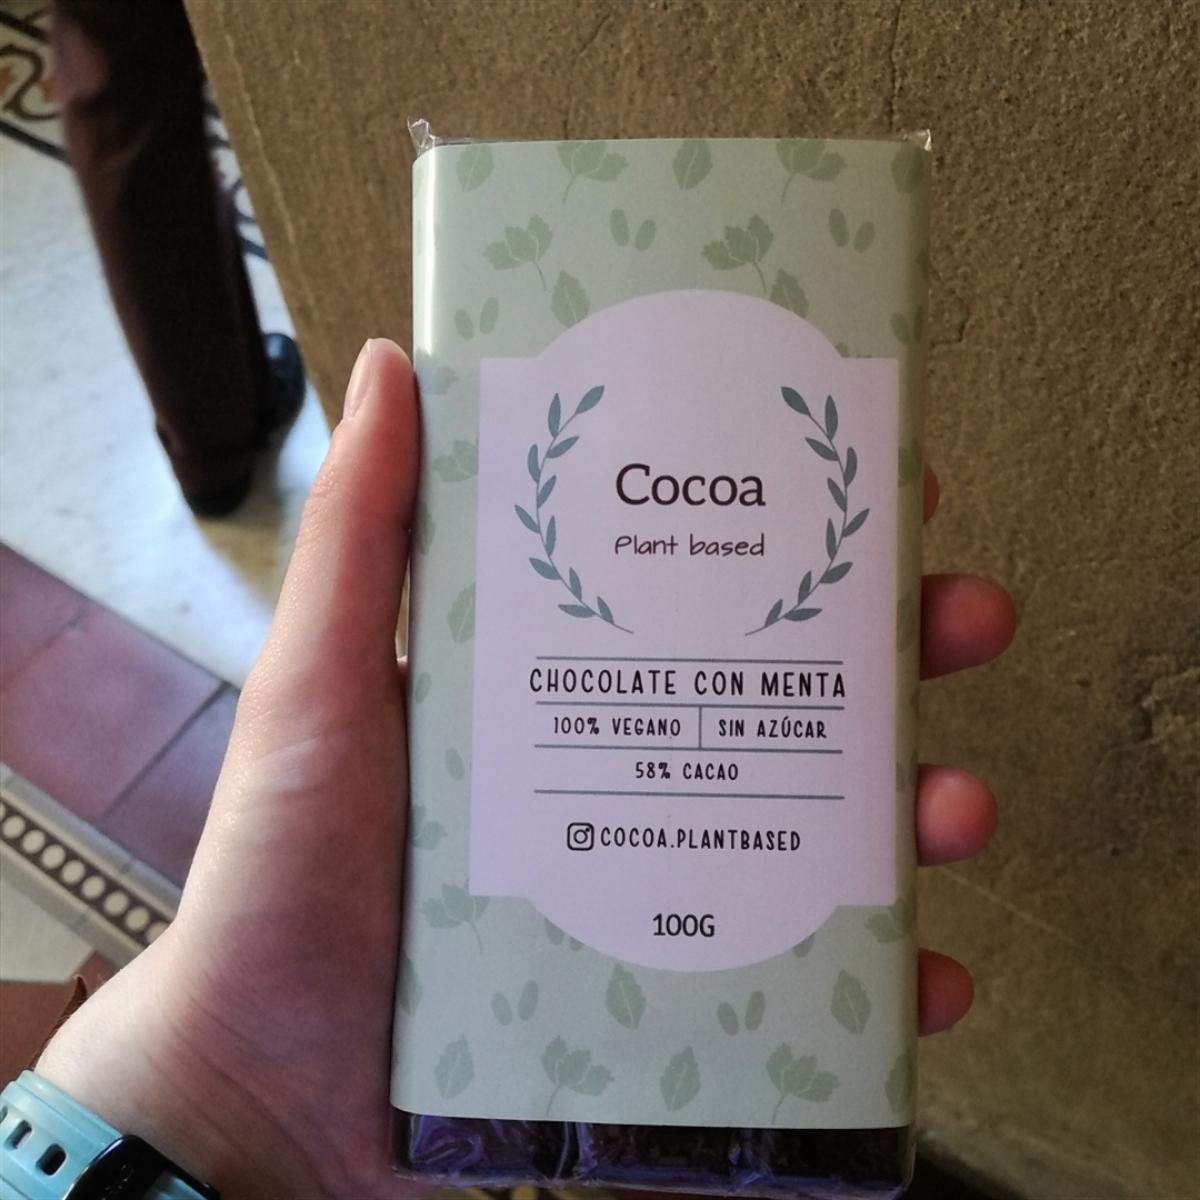 Cocoa
Plant based
CHOCOLATE CON MENTA
100% VEGANO SIN AZÚCAR
58% CACAO
COCOA.PLANTBASED
100G